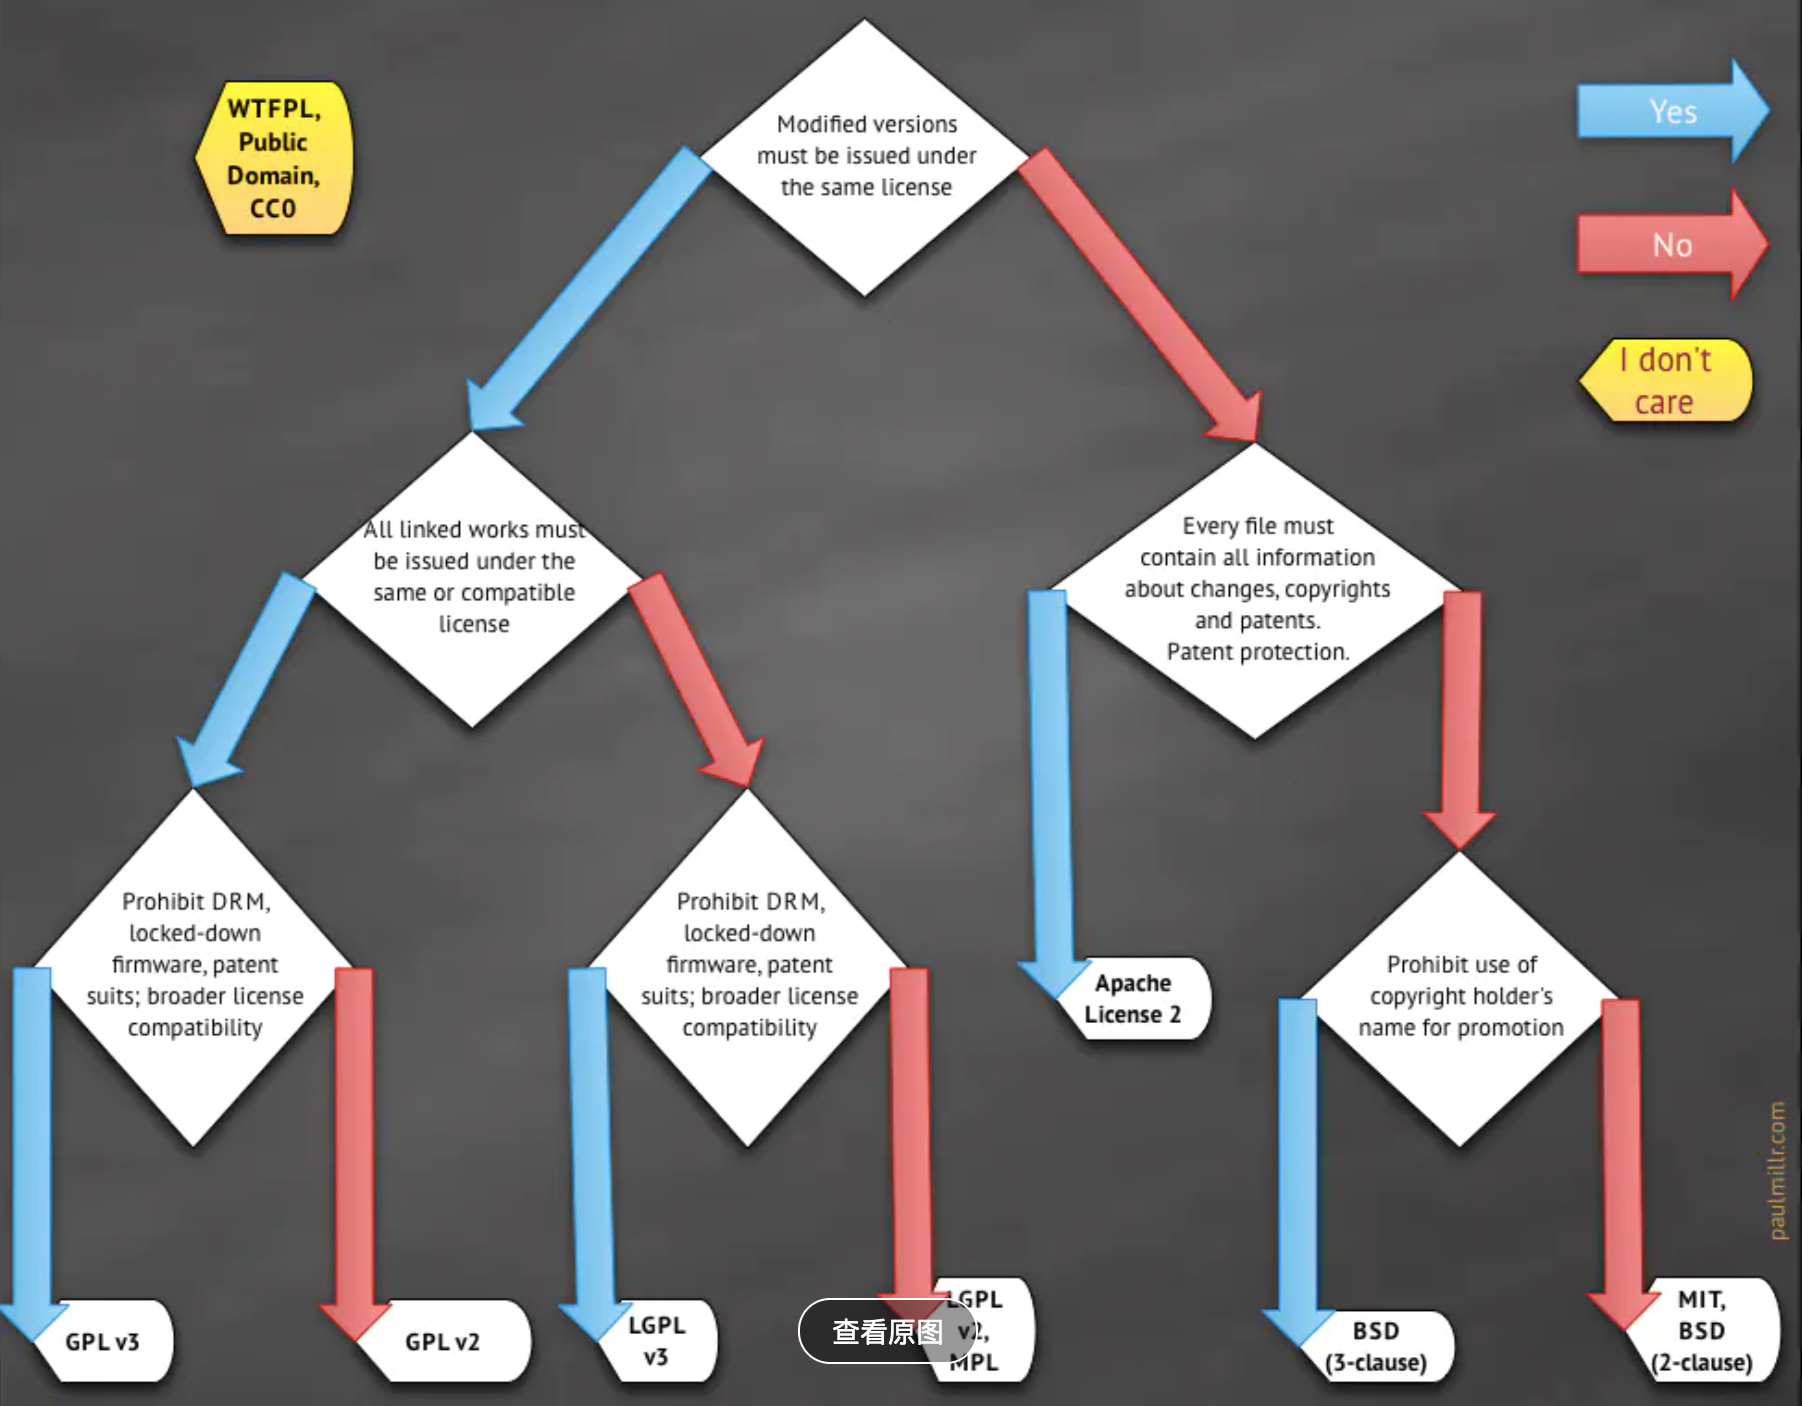 WTFPL,
Public
Domain,
CC0
Modified versions
must be issued under
the same license
Yes
No
I don't
care
All linked works must
be issued under the
same or compatible
license
Every file must
contain all information
about changes, copyrights
and patents.
Patent protection.
Prohibit DRM,
locked-down
firmware, patent
suits; broader license
compatibility
Prohibit DRM,
locked-down
firmware, patent
suits; broader license
compatibility
Apache
License 2
Prohibit use of
copyright holder's
name for promotion
paulmillr.com
GPL v3
GPL v2
LGPL
v3
查看原图
LGPL
v2,
MPL
BSD
(3-clause)
MIT,
BSD
(2-clause)